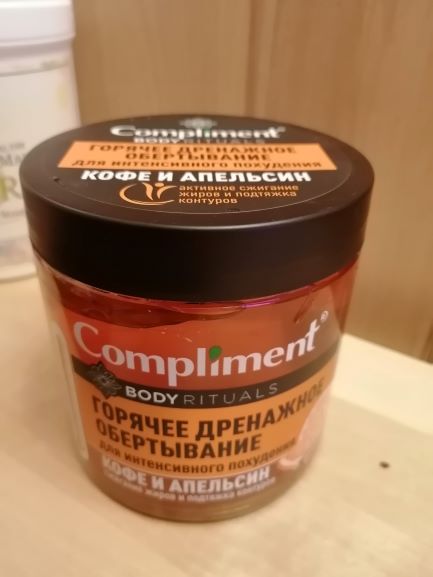 Compliment
BODY RITUALS
ГОРЯЧЕЕ ДРЕНАЖНОЕ
ОБЕРТЫВАНИЕ
для интенсивного похудения
КОФЕ И АПЕЛЬСИН
активное сжигание
жиров и подтяжка
контуров
Compliment®
BODY RITUALS
ГОРЯЧЕЕ ДРЕНАЖНОЕ
ОБЕРТЫВАНИЕ
для интенсивного похудения
КОФЕ И АПЕЛЬСИН
сжигание жиров и подтяжка контуров